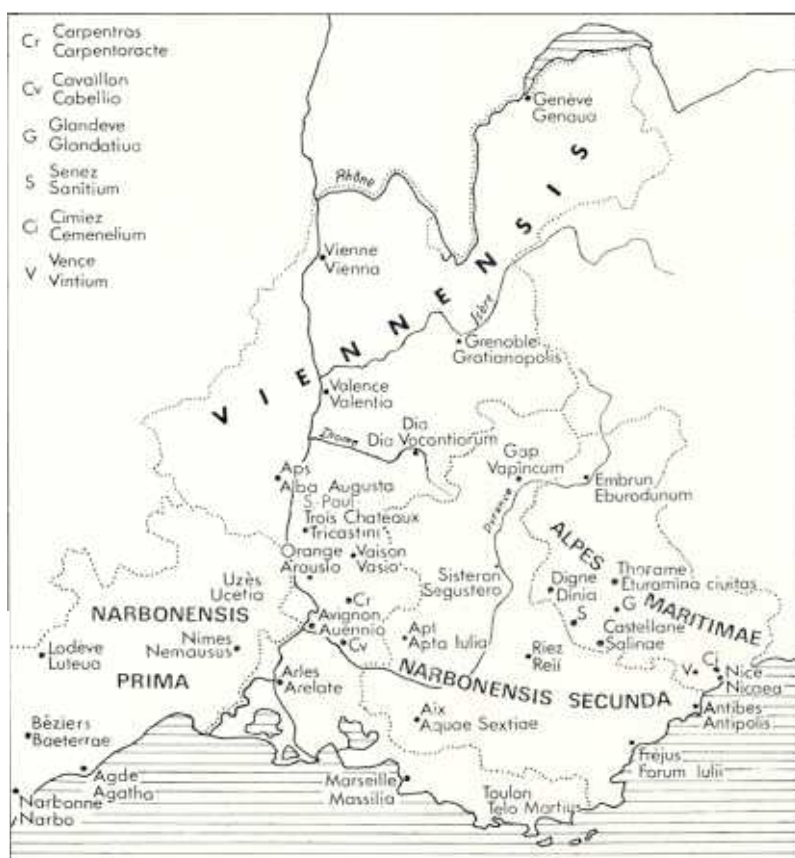 Cr Carpentras
Carpentoracte
Cv Cavaillon
Cabellio
G Glandeve
Glandatiua
S Senez
Sanitium
Ci Cimiez
Cemenelium
V Vence
Vintium
Genève
Genaua
Rhône
VIENNENSIS
Vienne
Vienna
Isère
Grenoble
Gratianopolis
Valence
Valentia
Drome
Dia
Dia Vocontiorum
Gap
Vapincum
Durance
Embrun
Eburodunum
Aps
Alba Augusta
S. Paul
Trois Chateaux
Tricastini
Orange
Arausio
Vaison
Vasio
Sisteron
Segustero
ALPES
MARITIMAE
Digne
Dinia
Thorame
Eturamina civitas
G
S
Castellane
Salinae
Uzès
Ucetia
Cr
NARBONENSIS
PRIMA
Avignon
Auennio
Cv
Apt
Apta Iulia
Riez
Reii
Lodève
Luteua
Nimes
Nemausus
V
Ci
Nice
Nicaea
Arles
Arelate
NARBONENSIS SECUNDA
Antibes
Antipolis
Aix
Aquae Sextiae
Béziers
Baeterrae
Fréjus
Forum Iulii
Agde
Agatha
Marseille
Massilia
Toulon
Telo Martius
Narbonne
Narbo